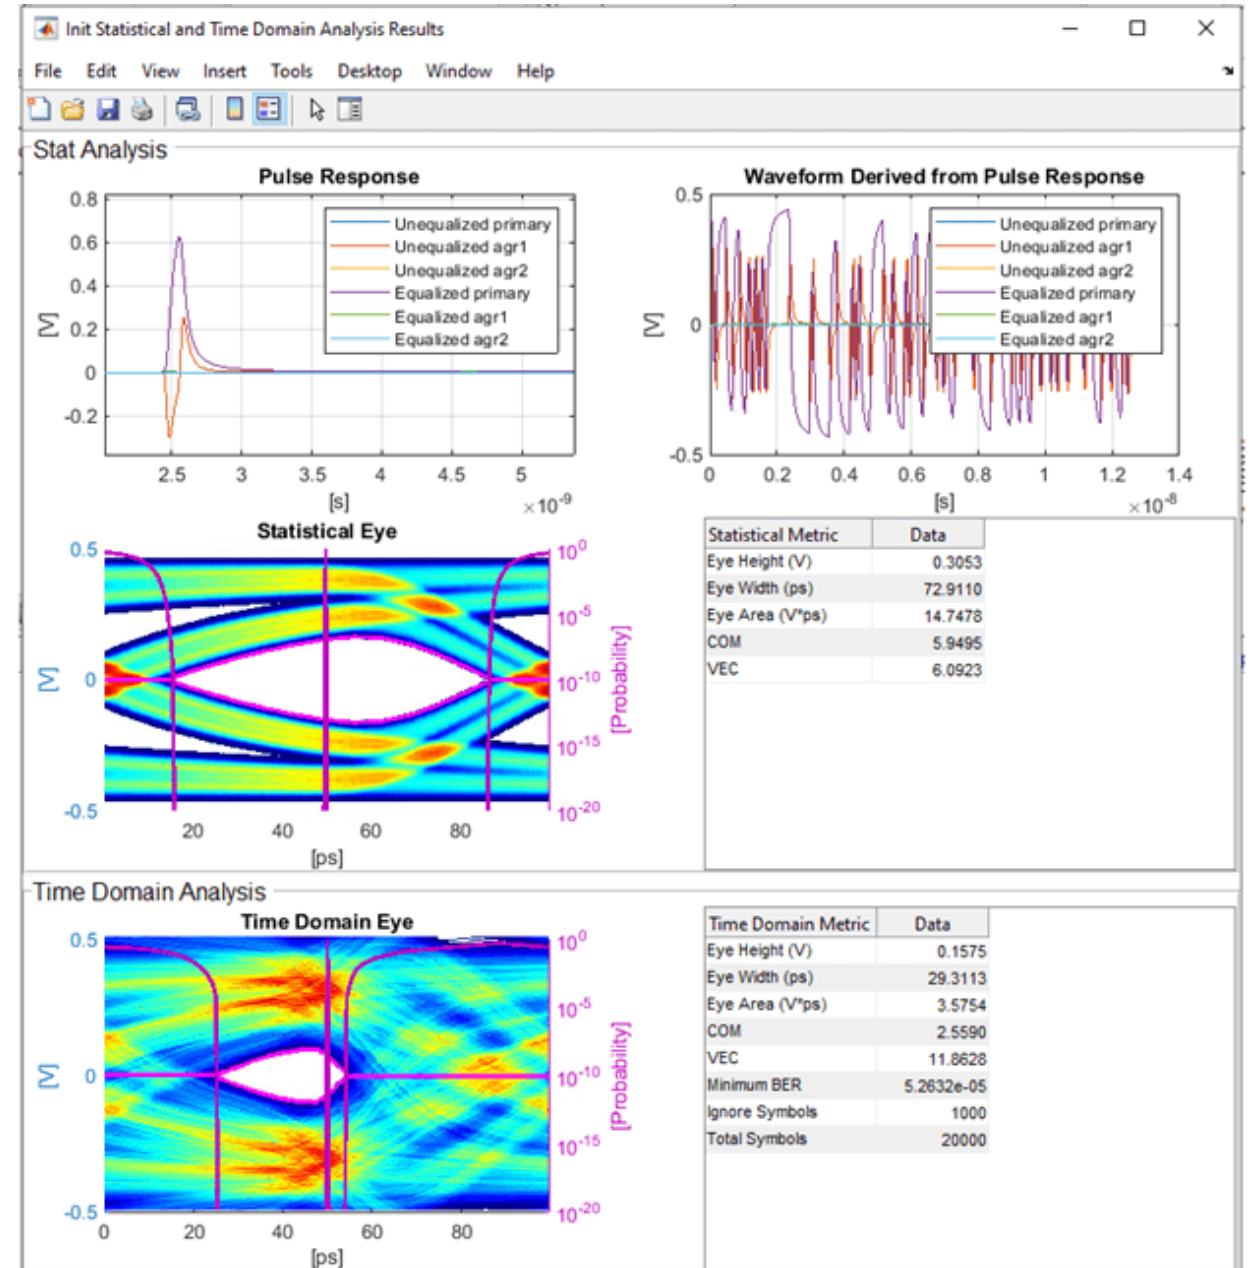 Init Statistical and Time Domain Analysis Results
File Edit View Insert Tools Desktop Window Help
Stat Analysis
Pulse Response
0.8
0.6
0.4
0.2
0
-0.2
[V]
Unequalized primary
Unequalized agr1
Unequalized agr2
Equalized primary
Equalized agr1
Equalized agr2
2.5 3 3.5 4 4.5 5
[s]
×10-9
Waveform Derived from Pulse Response
0.5
0
-0.5
[V]
Unequalized primary
Unequalized agr1
Unequalized agr2
Equalized primary
Equalized agr1
Equalized agr2
0 0.2 0.4 0.6 0.8 1 1.2 1.4
[s]
×10-8
Statistical Eye
0.5
0
-0.5
[V]
100
10-5
10-10
10-15
10-20
[Probability]
20 40 60 80
[ps]
Statistical Metric Data
Eye Height (V) 0.3053
Eye Width (ps) 72.9110
Eye Area (V*ps) 14.7478
COM 5.9495
VEC 6.0923
Time Domain Analysis
Time Domain Eye
0.5
0
-0.5
[V]
100
10-5
10-10
10-15
10-20
[Probability]
0 20 40 60 80
[ps]
Time Domain Metric Data
Eye Height (V) 0.1575
Eye Width (ps) 29.3113
Eye Area (V*ps) 3.5754
COM 2.5590
VEC 11.8628
Minimum BER 5.2632e-05
Ignore Symbols 1000
Total Symbols 20000